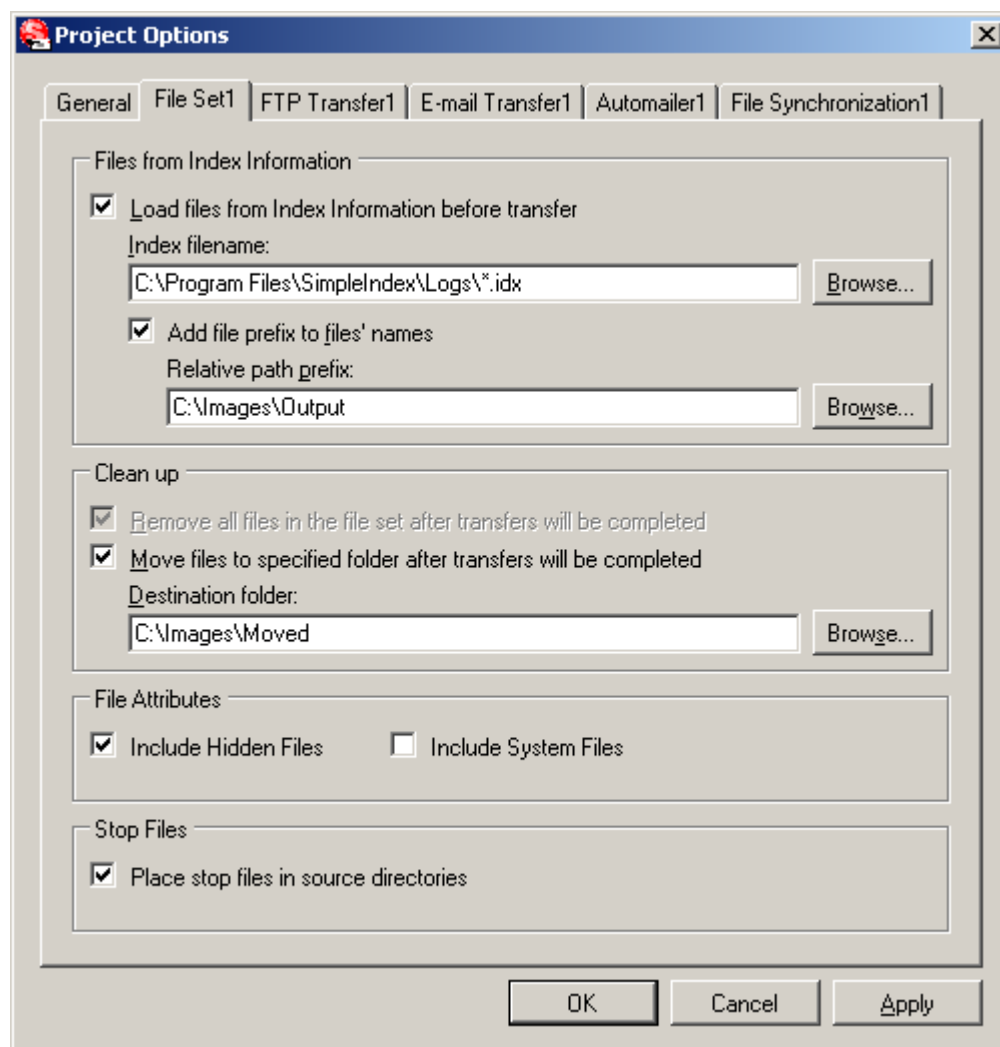 Project Options
General File Set1 FTP Transfer1 E-mail Transfer1 Automailer1 File Synchronization1
Files from Index Information
Load files from Index Information before transfer
Index filename:
C:\Program Files\SimpleIndex\Logs\*.idx Browse...
Add file prefix to files' names
Relative path prefix:
C:\Images\Output Browse...
Clean up
Remove all files in the file set after transfers will be completed
Move files to specified folder after transfers will be completed
Destination folder:
C:\Images\Moved Browse...
File Attributes
Include Hidden Files Include System Files
Stop Files
Place stop files in source directories
OK Cancel Apply